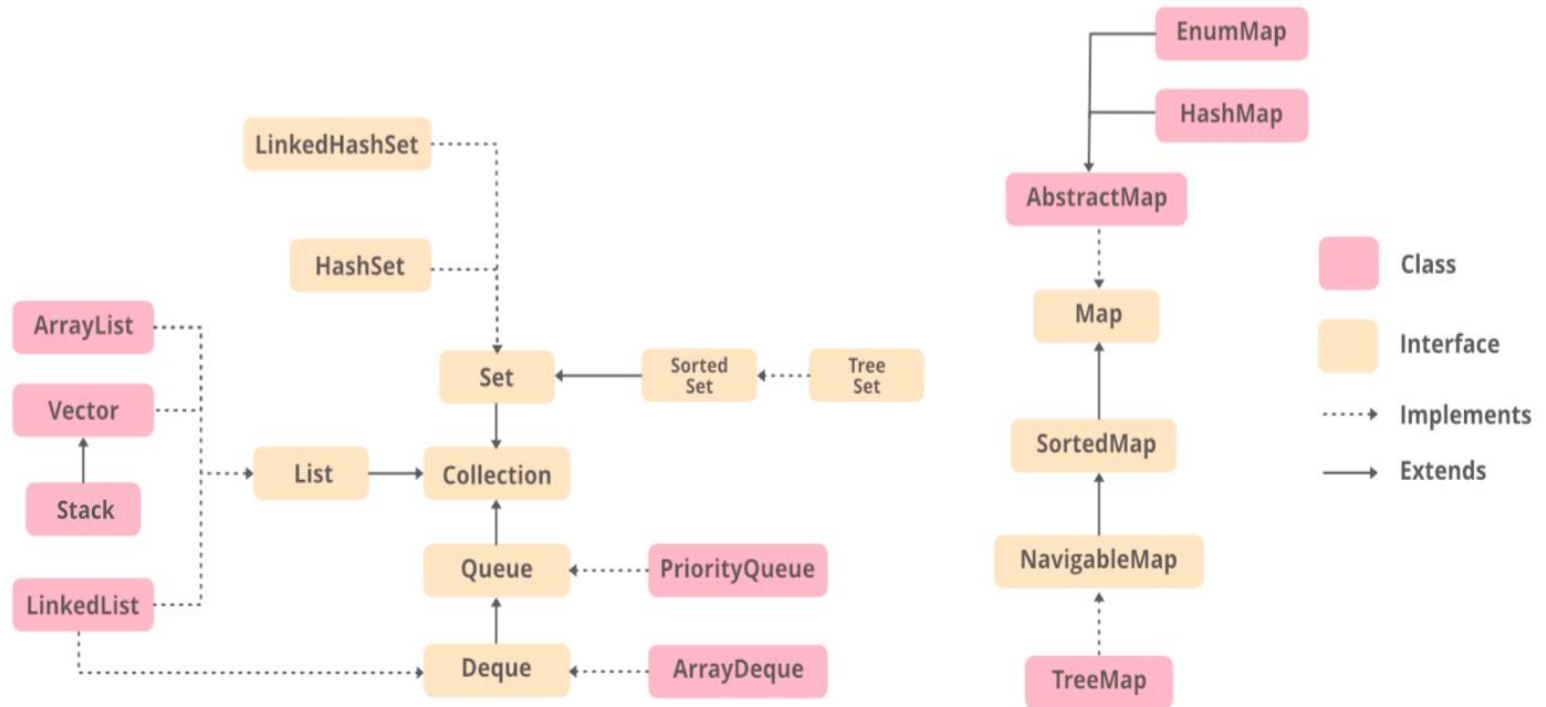 EnumMap
HashMap
LinkedHashSet
AbstractMap
HashSet
Class
Map
ArrayList
Interface
Set
Sorted
Set
Tree
Set
Vector
Implements
SortedMap
List
Collection
Extends
Stack
NavigableMap
Queue
PriorityQueue
LinkedList
Deque
ArrayDeque
TreeMap